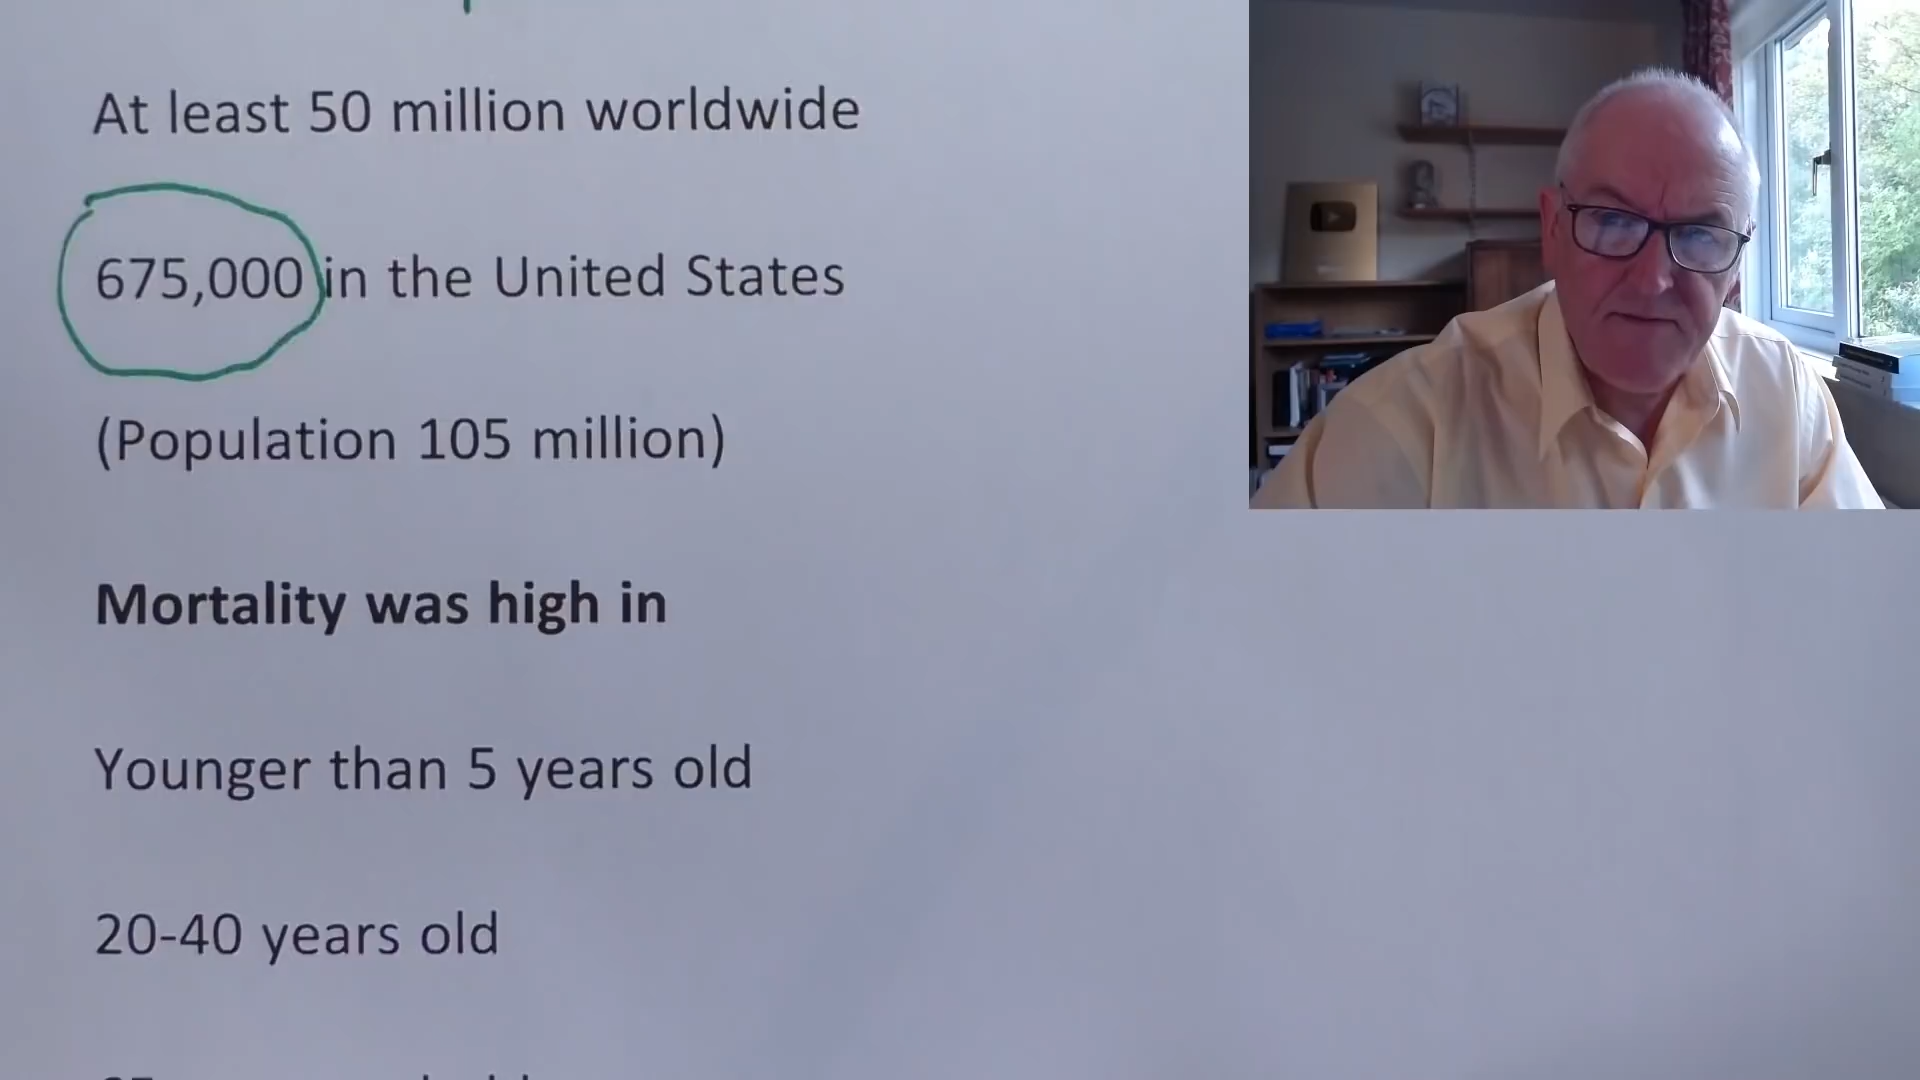 At least 50 million worldwide
675,000 in the United States
(Population 105 million)
Mortality was high in
Younger than 5 years old
20-40 years old